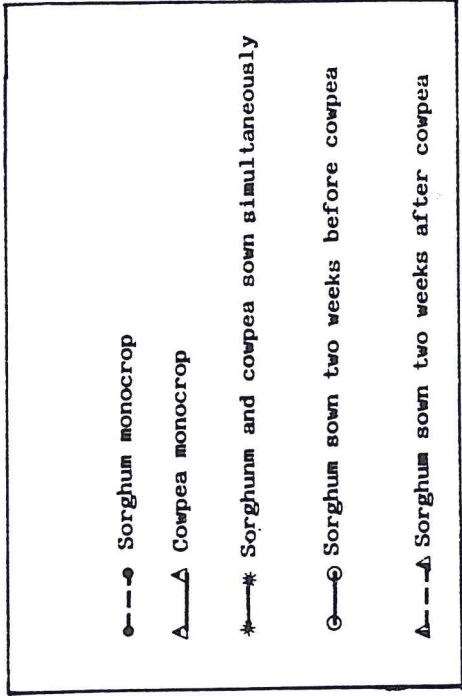 Sorghum monocrop
Cowpea monocrop
Sorghunm and cowpea sown simultaneously
Sorghum sown two weeks before cowpea
Sorghum sown two weeks after cowpea